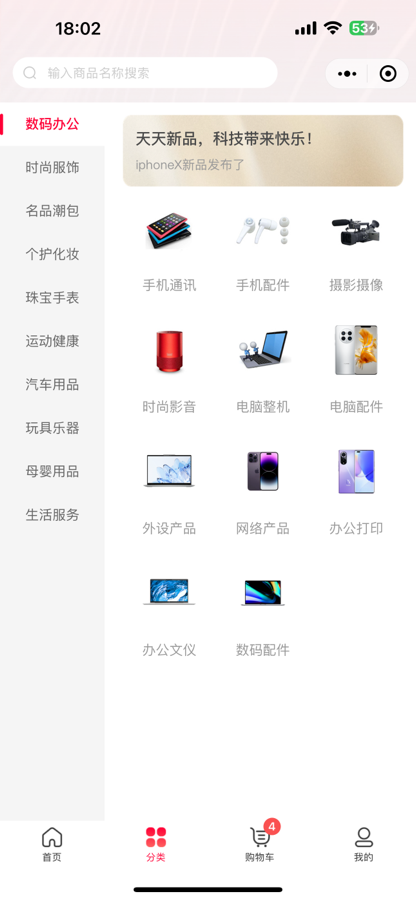 18:02
53
输入商品名称搜索
数码办公
时尚服饰
名品潮包
个护化妆
珠宝手表
运动健康
汽车用品
玩具乐器
母婴用品
生活服务
天天新品，科技带来快乐！
iphoneX新品发布了
手机通讯
手机配件
摄影摄像
时尚影音
电脑整机
电脑配件
外设产品
网络产品
办公打印
办公文仪
数码配件
首页
分类
4
购物车
我的